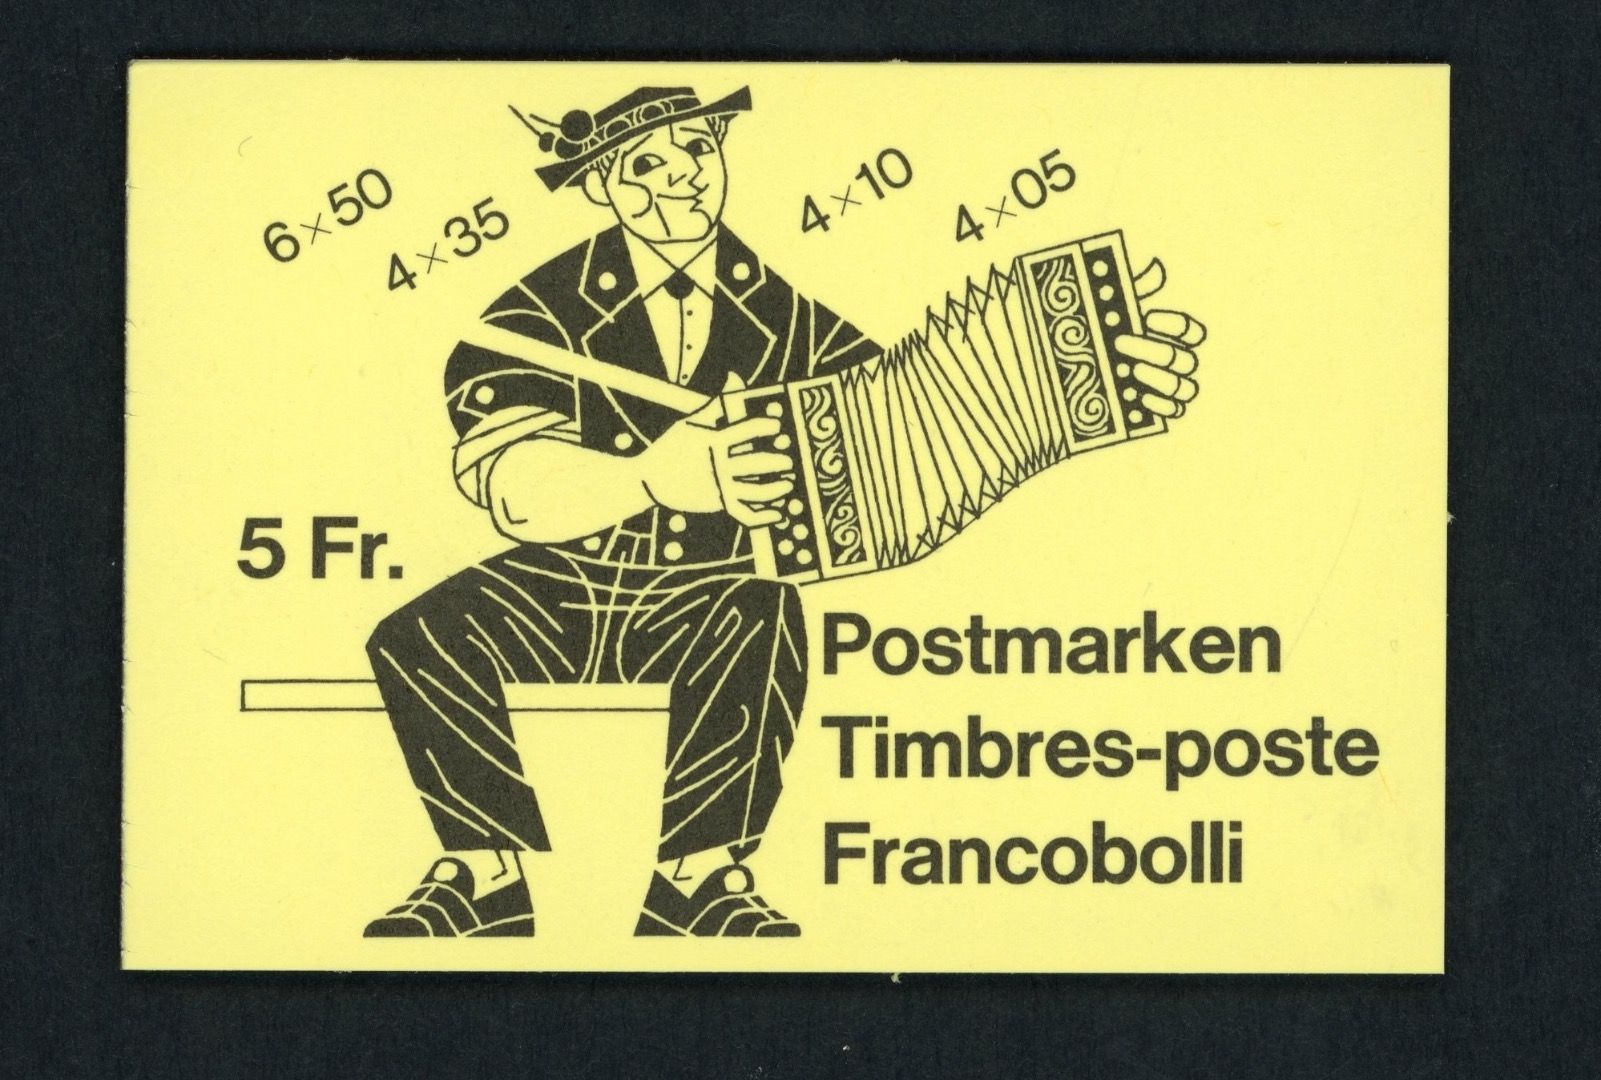 6×50
4×35
4×10
4×05
5 Fr.
Postmarken
Timbres-poste
Francobolli